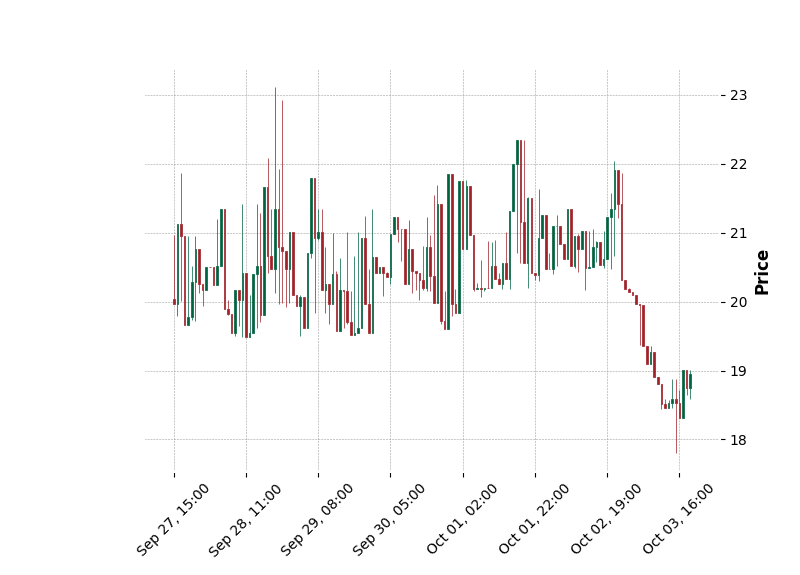 23
22
21
20
19
18
Price
Sep 27, 15:00
Sep 28, 11:00
Sep 29, 08:00
Sep 30, 05:00
Oct 01, 02:00
Oct 01, 22:00
Oct 02, 19:00
Oct 03, 16:00